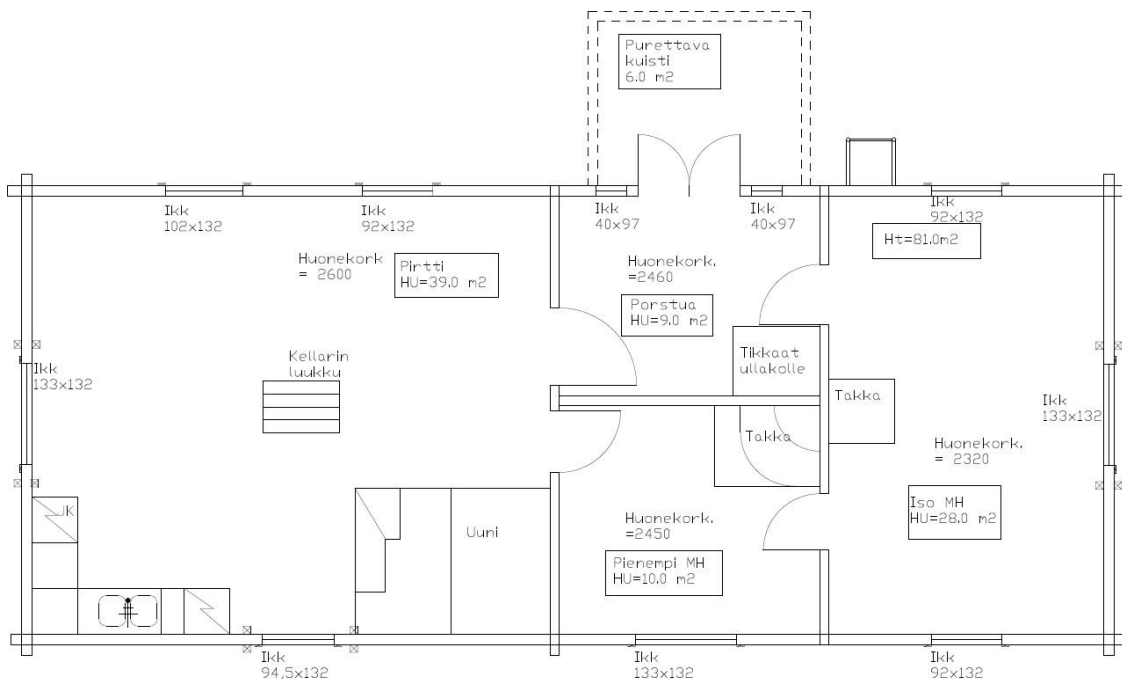 Purettava
kuisti
6.0 m2
Ikk
102x132
Ikk
92x132
Ikk
40x97
Ikk
40x97
Ikk
92x132
Ht=81.0m2
Huonekork
= 2600
Pirtti
HU=39.0 m2
Huonekork.
=2460
Porstua
HU=9.0 m2
Ikk
133x132
Kellarin
luukku
Tikkaat
ullakolle
Takka
Takka
Ikk
133x132
Huonekork.
= 2320
JK
Uuni
Huonekork.
=2450
Iso MH
HU=28.0 m2
Pienempi MH
HU=10.0 m2
Ikk
94,5x132
Ikk
133x132
Ikk
92x132